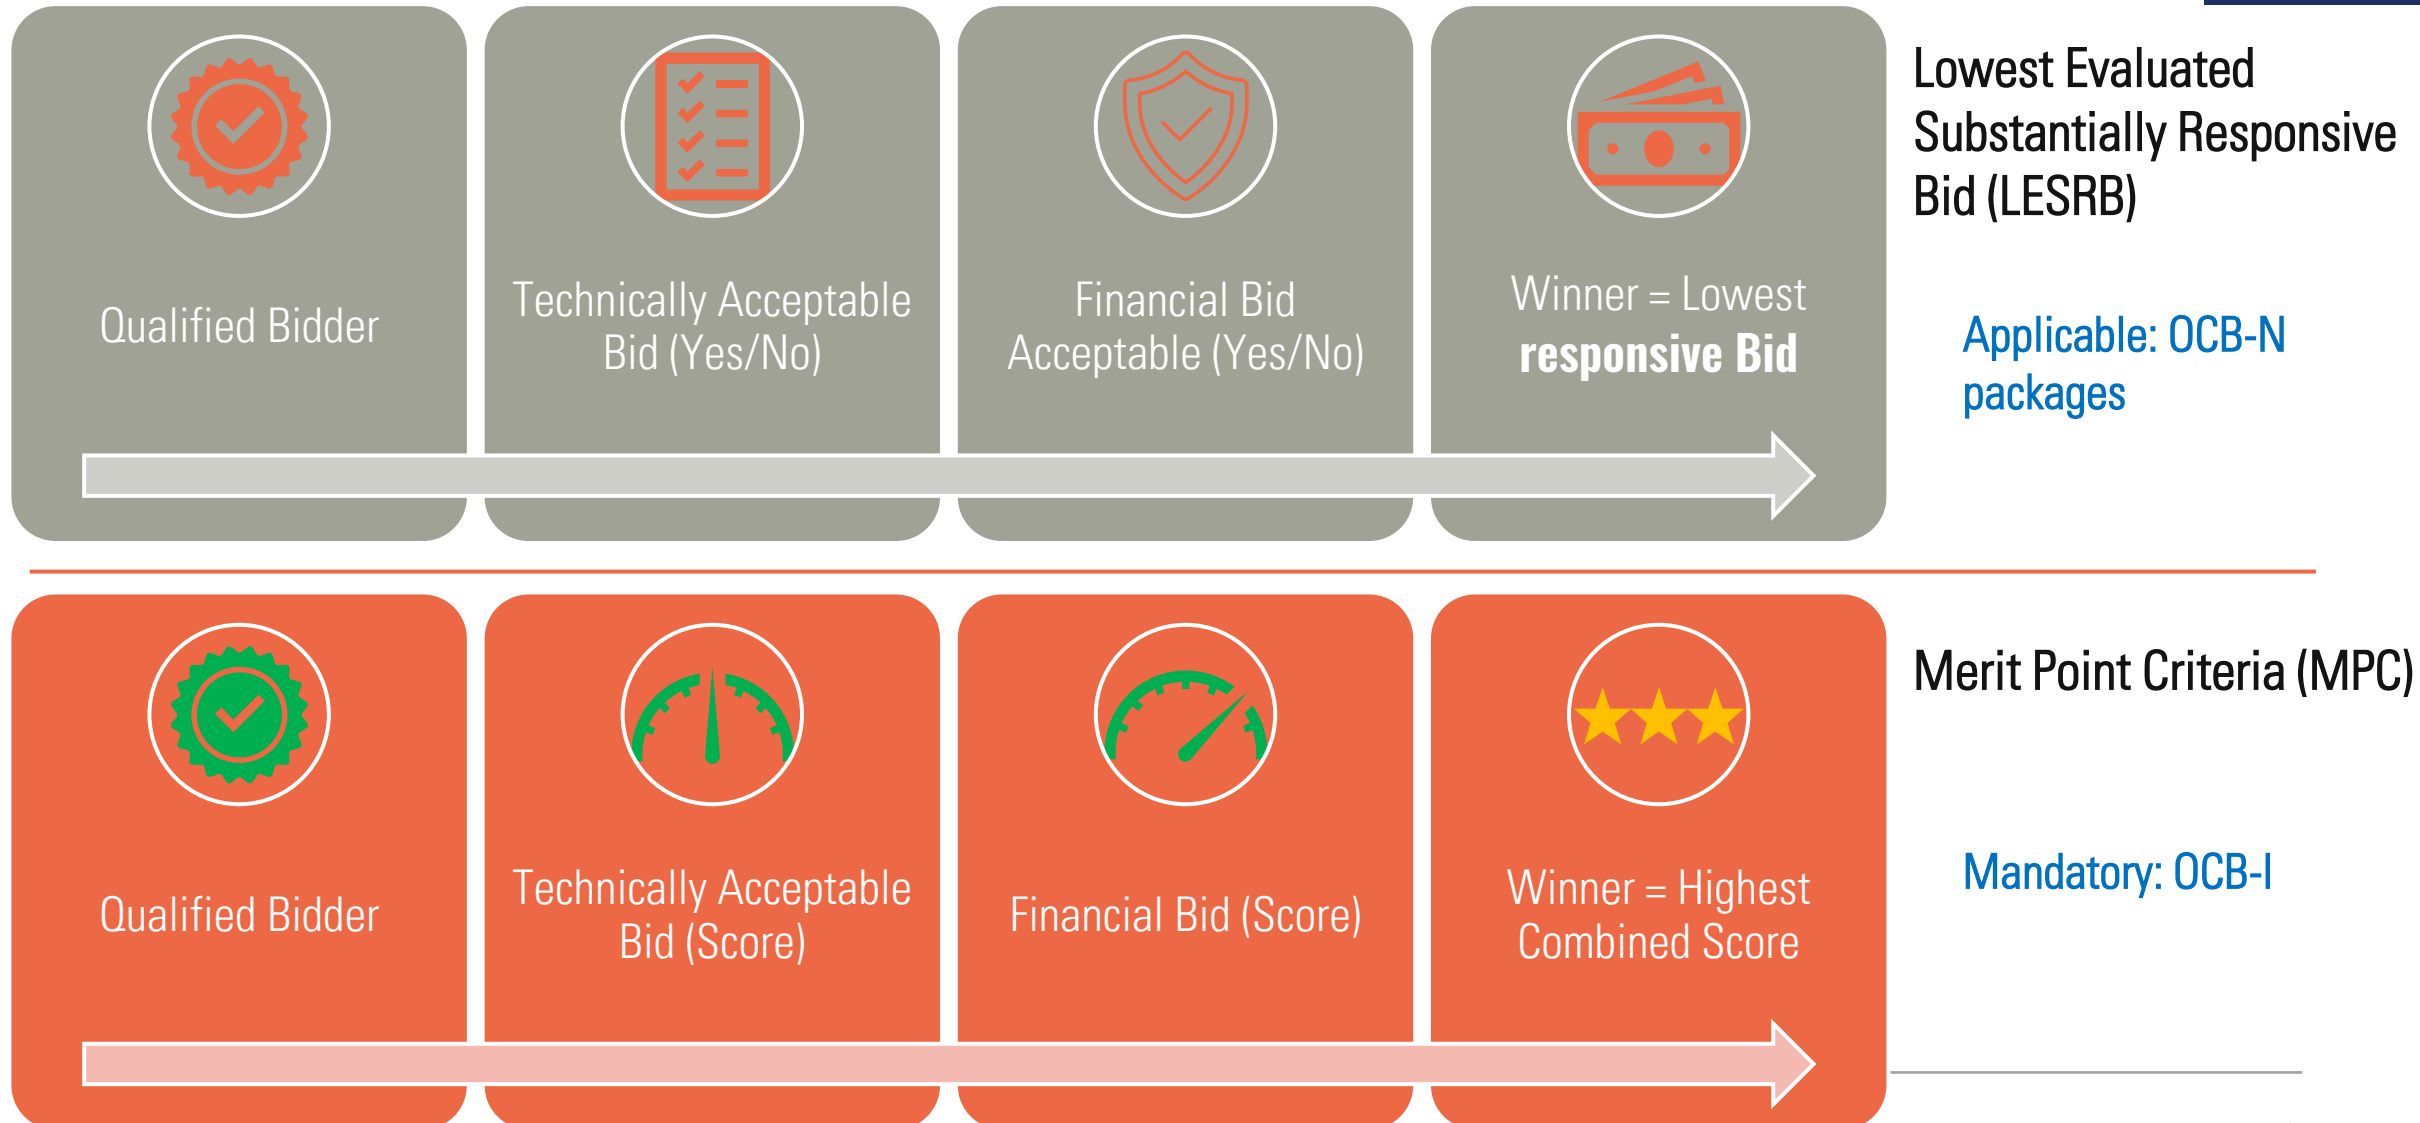 Qualified Bidder
Technically Acceptable
Bid (Yes/No)
Financial Bid
Acceptable (Yes/No)
Winner = Lowest
responsive Bid
Lowest Evaluated
Substantially Responsive
Bid (LESRB)
Applicable: OCB-N
packages
Qualified Bidder
Technically Acceptable
Bid (Score)
Financial Bid (Score)
Winner = Highest
Combined Score
Merit Point Criteria (MPC)
Mandatory: OCB-I